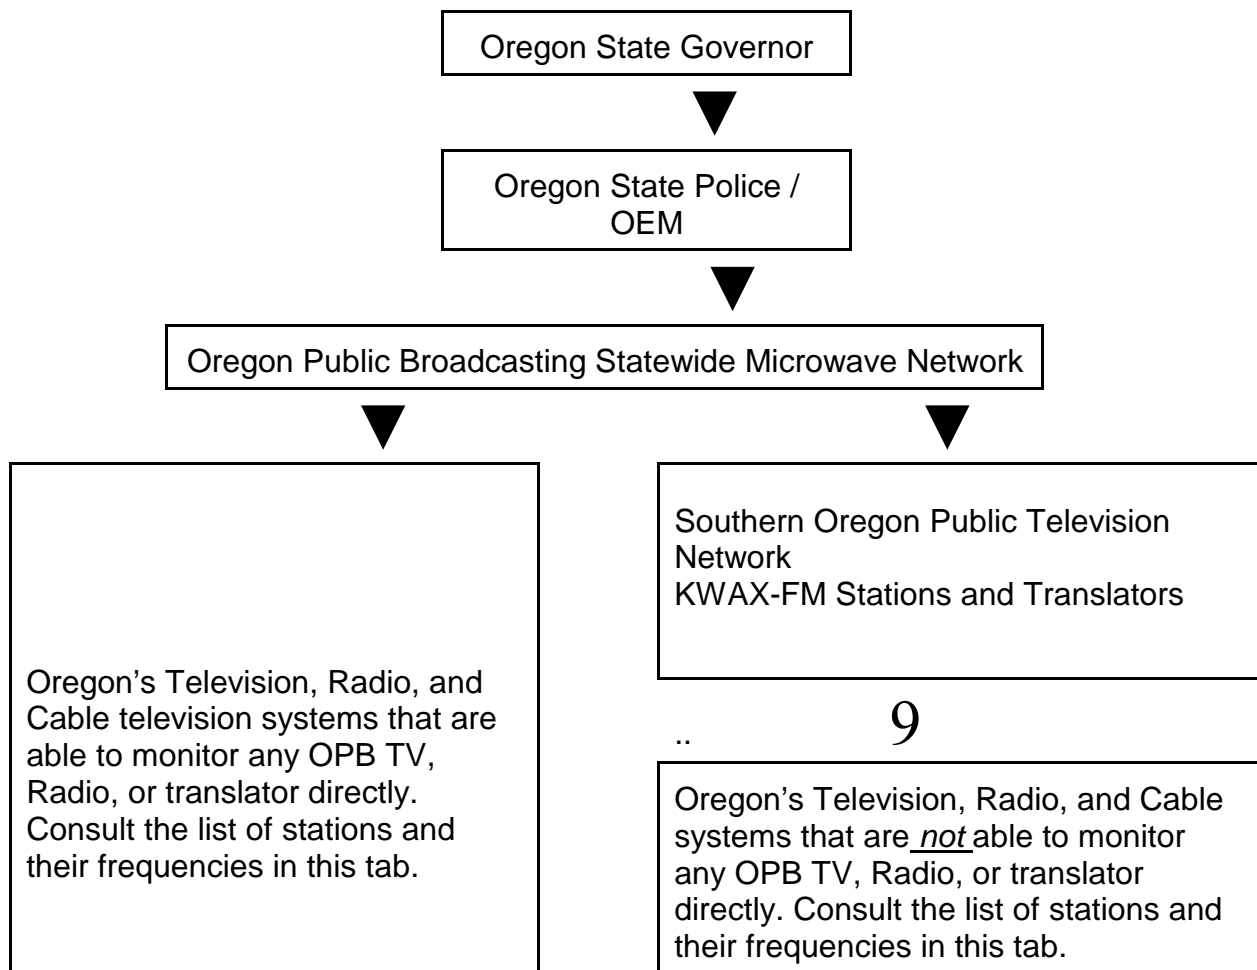 Oregon State Governor
Oregon State Police /
OEM
Oregon Public Broadcasting Statewide Microwave Network
Oregon’s Television, Radio, and
Cable television systems that are
able to monitor any OPB TV,
Radio, or translator directly.
Consult the list of stations and
their frequencies in this tab.
Southern Oregon Public Television
Network
KWAX-FM Stations and Translators
.. 9
Oregon’s Television, Radio, and Cable
systems that are not able to monitor
any OPB TV, Radio, or translator
directly. Consult the list of stations and
their frequencies in this tab.